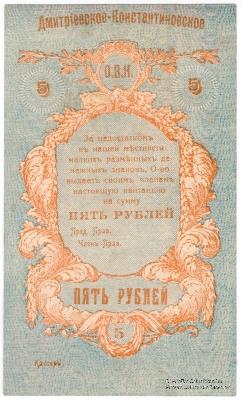 Дмитріевское-Константиновское
5 О.В.К. 5
За недостаткомъ
въ нашей мѣстности
мелкихъ размѣнныхъ де-
нежныхъ знаковъ, О-во
выдаетъ своимъ членамъ
настоящую квитанцію
на сумму
ПЯТЬ РУБЛЕЙ
Пред. Прав.
Членъ Прав.
ПЯТЬ РУБЛЕЙ
5
Кассиръ